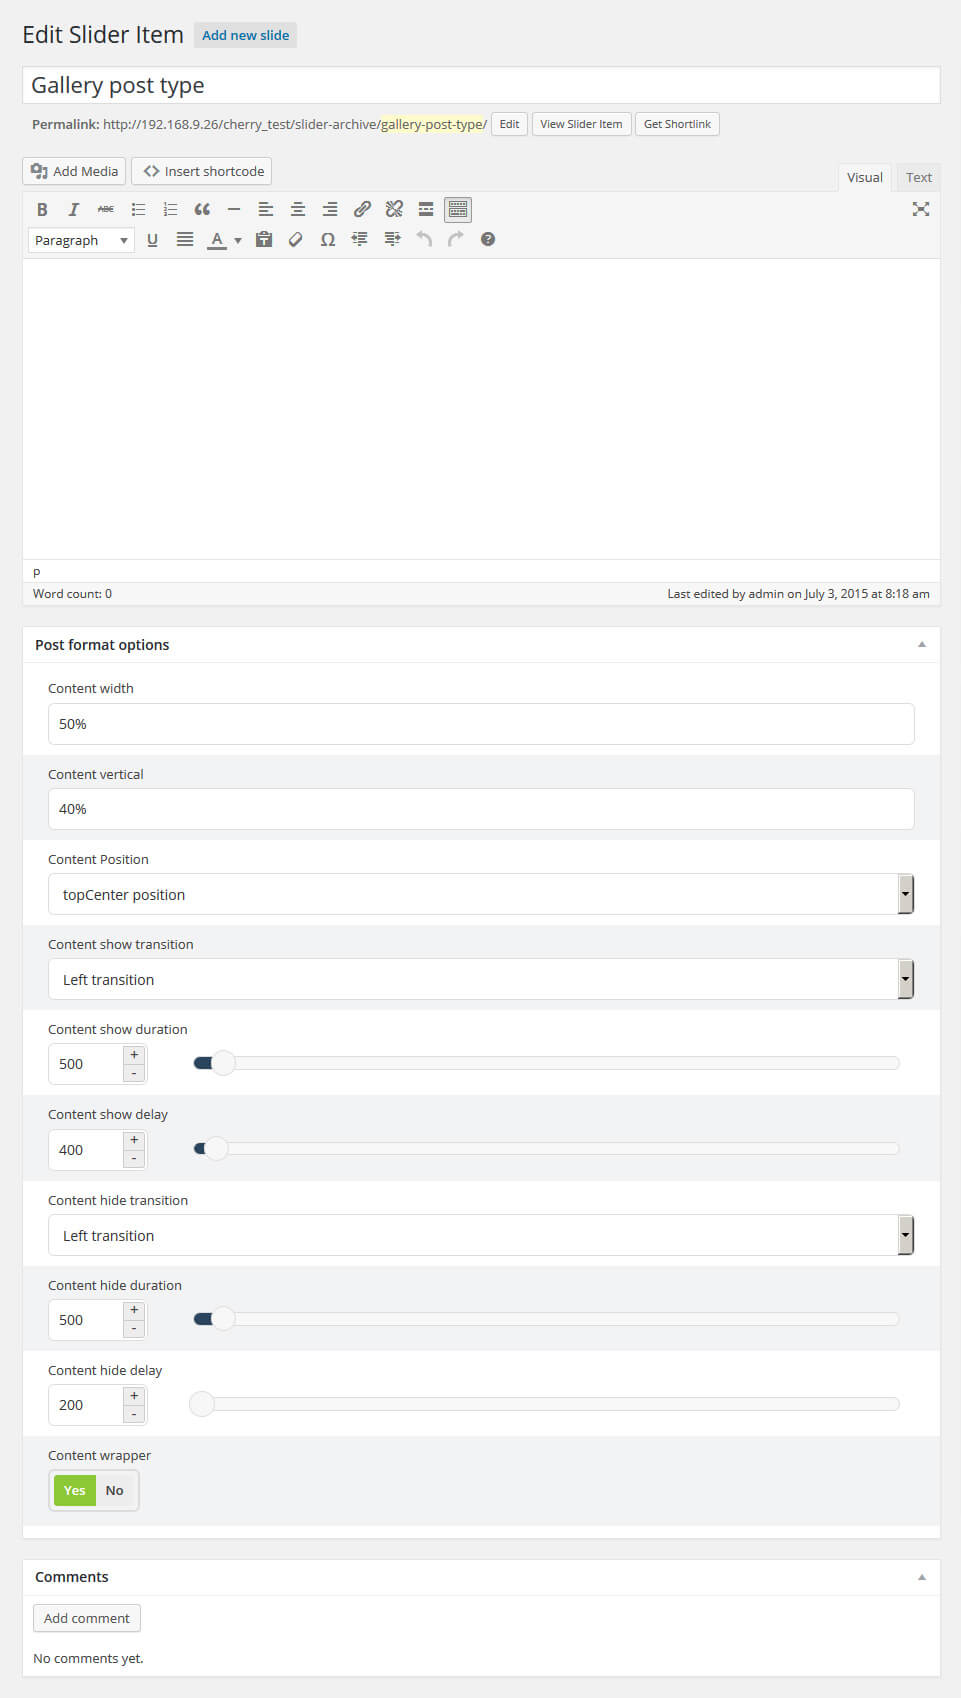 Edit Slider Item Add new slide
Gallery post type
Permalink: http://192.168.9.26/cherry_test/slider-archive/gallery-post-type/ Edit View Slider Item Get Shortlink
Add Media Insert shortcode
Visual Text
B I ABC
Paragraph U A T Ω ?
p
Word count: 0 Last edited by admin on July 3, 2015 at 8:18 am
Post format options
Content width
50%
Content vertical
40%
Content Position
topCenter position
Content show transition
Left transition
Content show duration
500 + -
Content show delay
400 + -
Content hide transition
Left transition
Content hide duration
500 + -
Content hide delay
200 + -
Content wrapper
Yes No
Comments
Add comment
No comments yet.